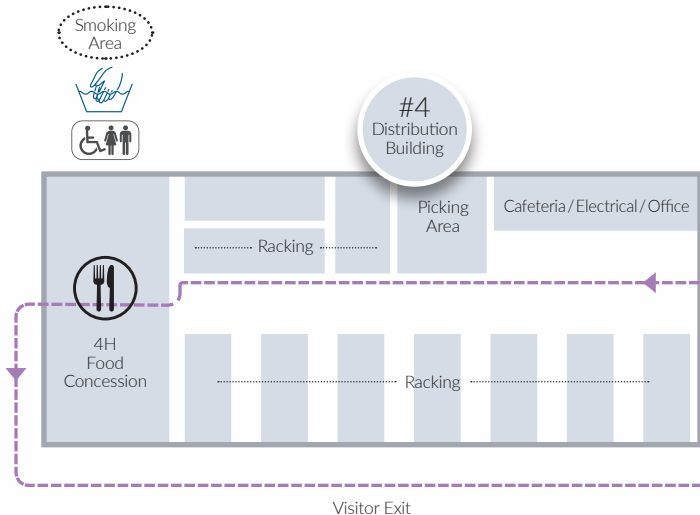 Smoking
Area
#4
Distribution
Building
Picking
Area
Cafeteria / Electrical / Office
Racking
4H
Food
Concession
Racking
Visitor Exit